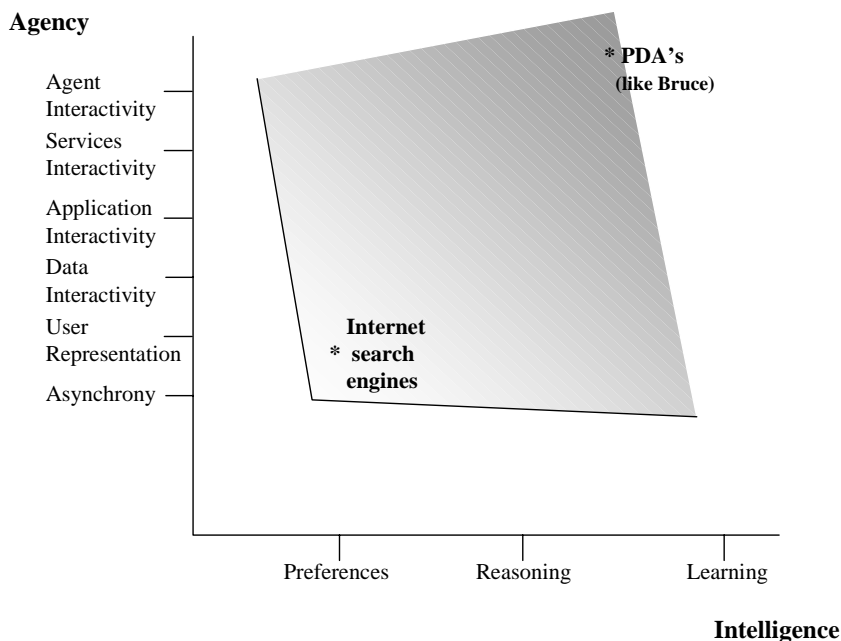 Agency
* PDA's
(like Bruce)
Agent
Interactivity
Services
Interactivity
Application
Interactivity
Data
Interactivity
User
Representation
Asynchrony
Internet
* search
engines
Preferences
Reasoning
Learning
Intelligence